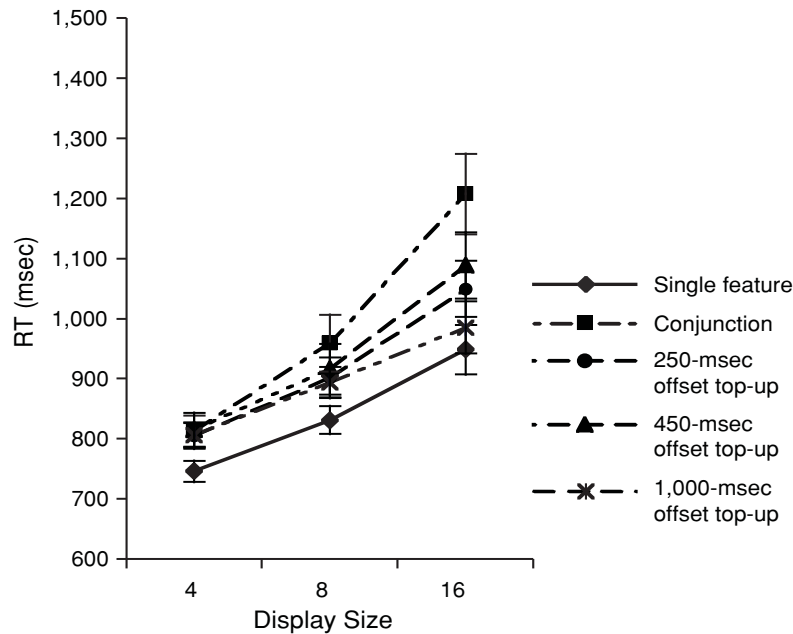 1,500
1,400
1,300
1,200
1,100
1,000
900
800
700
600
RT (msec)
4 8 16
Display Size
Single feature
Conjunction
250-msec
offset top-up
450-msec
offset top-up
1,000-msec
offset top-up